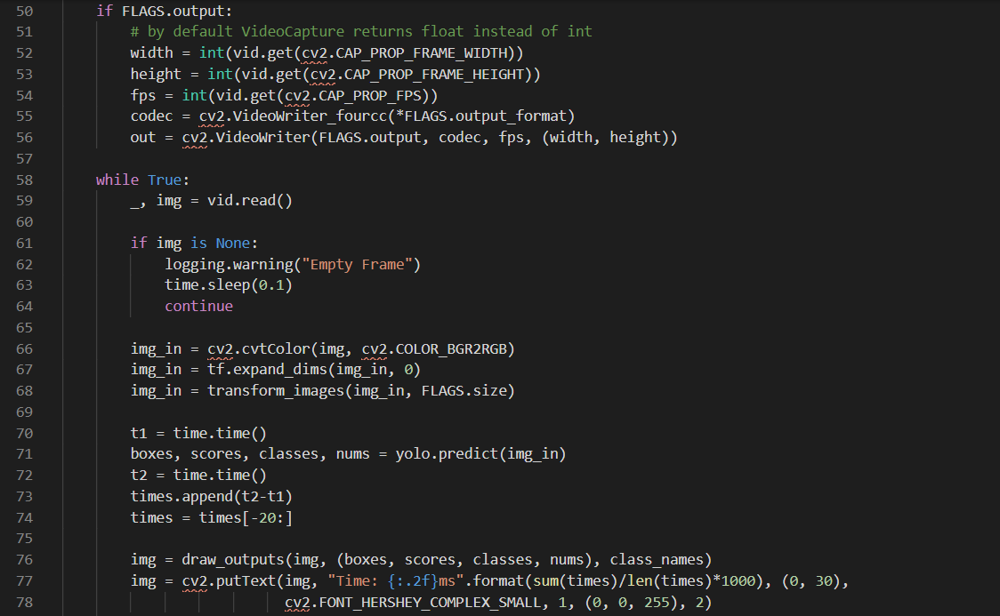 50 if FLAGS.output:
51 # by default VideoCapture returns float instead of int
52 width = int(vid.get(cv2.CAP_PROP_FRAME_WIDTH))
53 height = int(vid.get(cv2.CAP_PROP_FRAME_HEIGHT))
54 fps = int(vid.get(cv2.CAP_PROP_FPS))
55 codec = cv2.VideoWriter_fourcc(*FLAGS.output_format)
56 out = cv2.VideoWriter(FLAGS.output, codec, fps, (width, height))
57
58 while True:
59 _, img = vid.read()
60
61 if img is None:
62 logging.warning("Empty Frame")
63 time.sleep(0.1)
64 continue
65
66 img_in = cv2.cvtColor(img, cv2.COLOR_BGR2RGB)
67 img_in = tf.expand_dims(img_in, 0)
68 img_in = transform_images(img_in, FLAGS.size)
69
70 t1 = time.time()
71 boxes, scores, classes, nums = yolo.predict(img_in)
72 t2 = time.time()
73 times.append(t2-t1)
74 times = times[-20:]
75
76 img = draw_outputs(img, (boxes, scores, classes, nums), class_names)
77 img = cv2.putText(img, "Time: {:.2f}ms".format(sum(times)/len(times)*1000), (0, 30),
78 cv2.FONT_HERSHEY_COMPLEX_SMALL, 1, (0, 0, 255), 2)